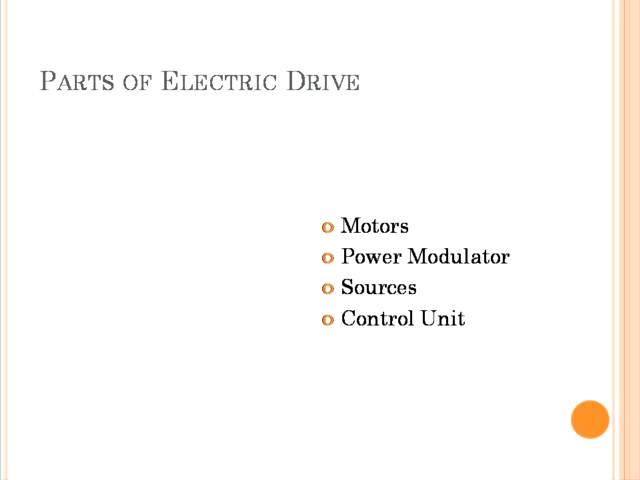 PARTS OF ELECTRIC DRIVE
Motors
Power Modulator
Sources
Control Unit